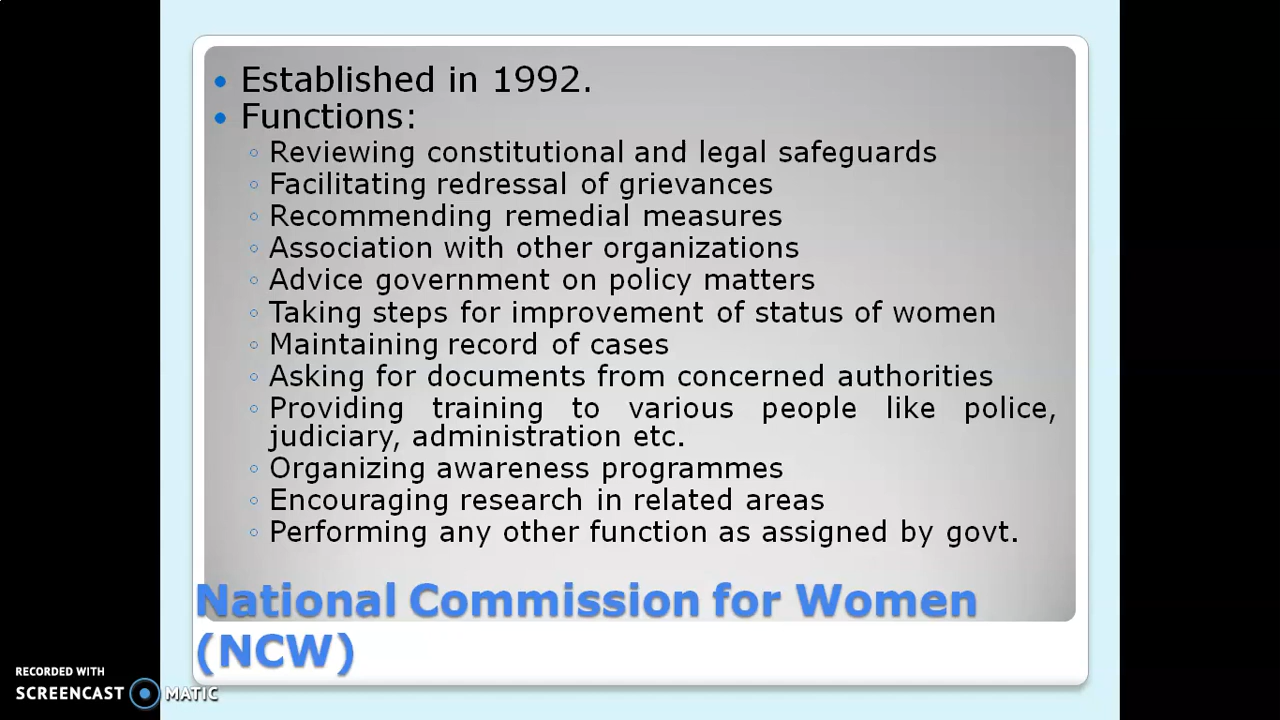 Established in 1992.
Functions:
Reviewing constitutional and legal safeguards
Facilitating redressal of grievances
Recommending remedial measures
Association with other organizations
Advice government on policy matters
Taking steps for improvement of status of women
Maintaining record of cases
Asking for documents from concerned authorities
Providing training to various people like police,
judiciary, administration etc.
Organizing awareness programmes
Encouraging research in related areas
Performing any other function as assigned by govt.
National Commission for Women
(NCW)
RECORDED WITH
SCREENCAST MATIC